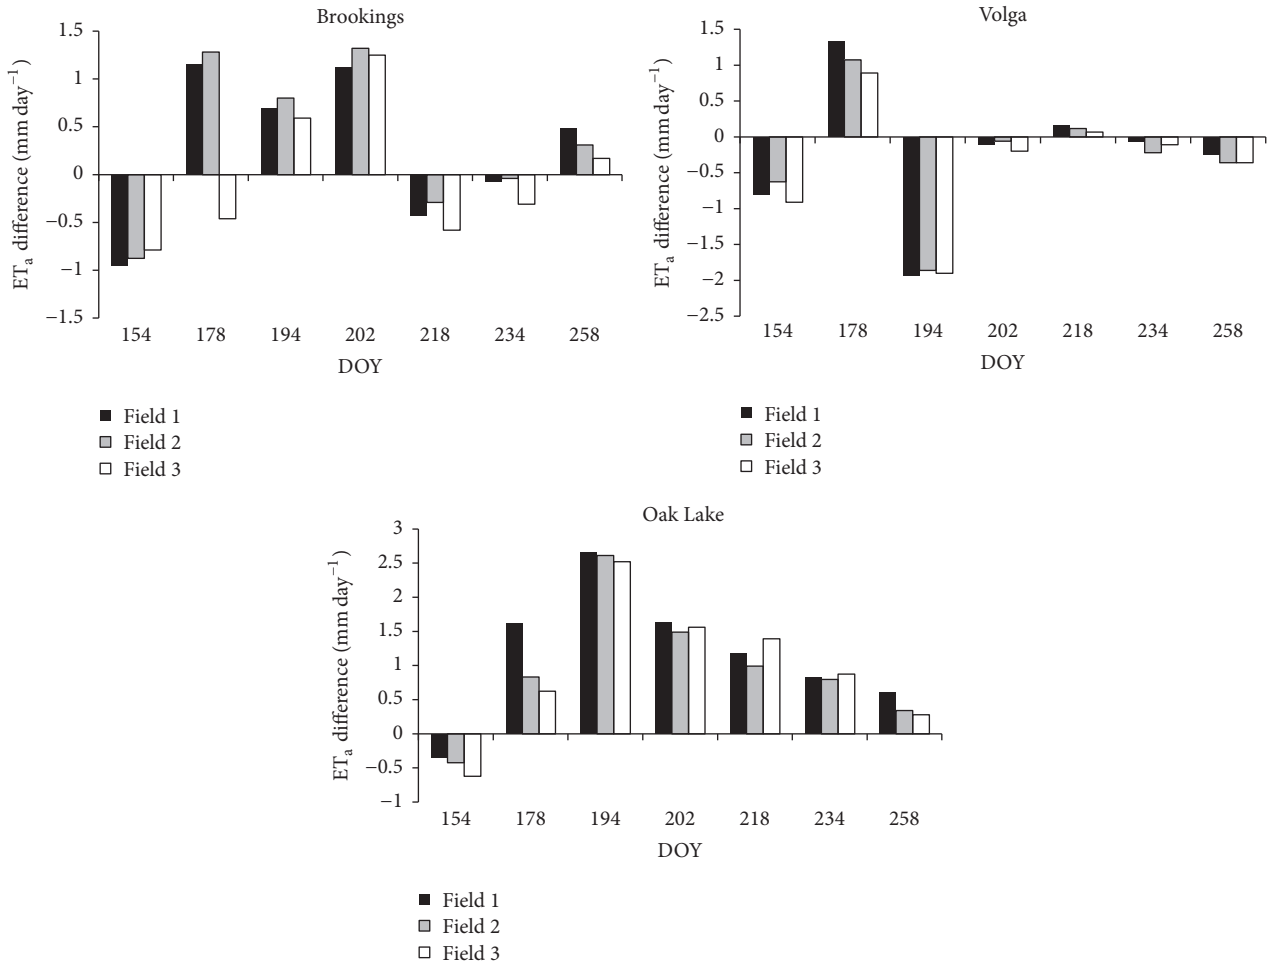 Brookings
ETa difference (mm day−1)
1.5
1
0.5
0
−0.5
−1
−1.5
154 178 194 202 218 234 258
DOY
Field 1
Field 2
Field 3
Volga
ETa difference (mm day−1)
1.5
1
0.5
0
−0.5
−1
−1.5
−2
−2.5
154 178 194 202 218 234 258
DOY
Field 1
Field 2
Field 3
Oak Lake
ETa difference (mm day−1)
3
2.5
2
1.5
1
0.5
0
−0.5
−1
154 178 194 202 218 234 258
DOY
Field 1
Field 2
Field 3